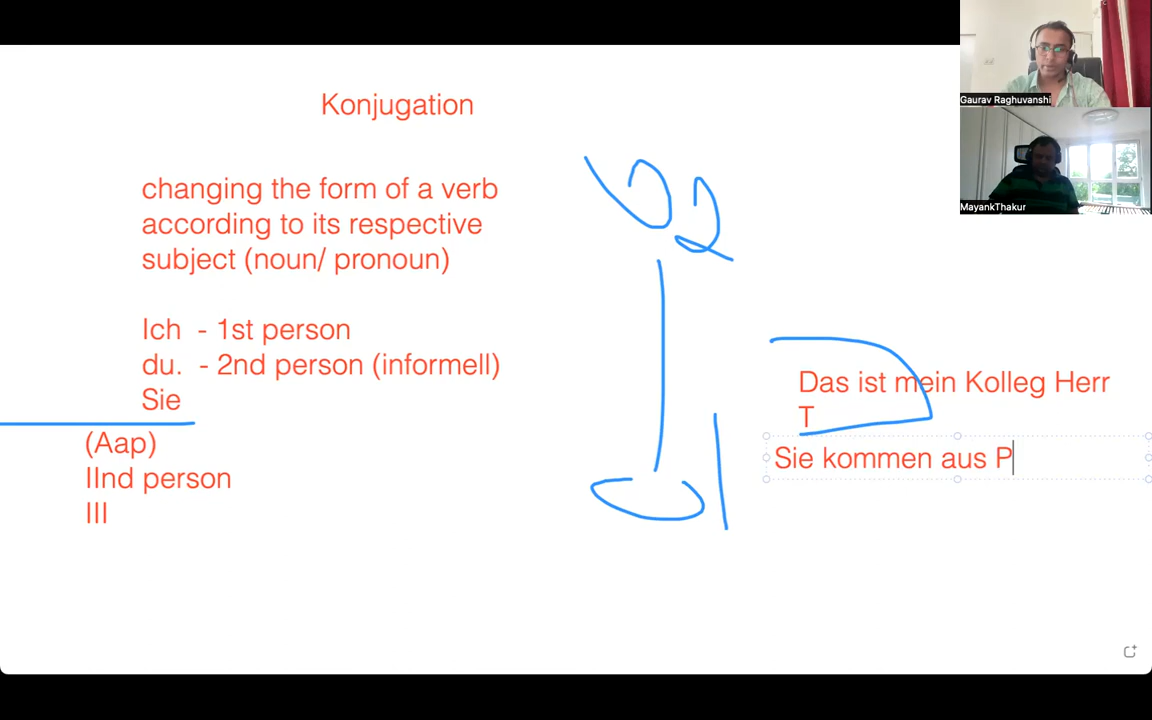 Konjugation
changing the form of a verb
according to its respective
subject (noun/ pronoun)
Ich - 1st person
du. - 2nd person (informell)
Sie
(Aap)
IInd person
III
Das ist mein Kolleg Herr
T
Sie kommen aus P
Gaurav Raghuvanshi
MayankThakur